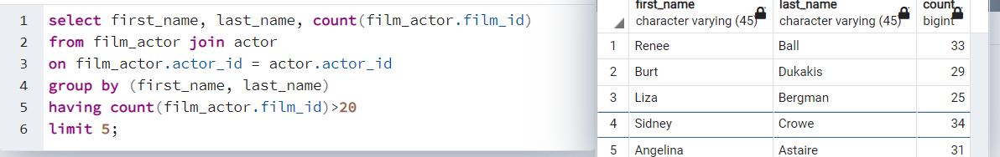 1 select first_name, last_name, count(film_actor.film_id)
2 from film_actor join actor
3 on film_actor.actor_id = actor.actor_id
4 group by (first_name, last_name)
5 having count(film_actor.film_id)>20
6 limit 5;
first_name last_name count
character varying (45) character varying (45) bigint
1 Renee Ball 33
2 Burt Dukakis 29
3 Liza Bergman 25
4 Sidney Crowe 34
5 Angelina Astaire 31